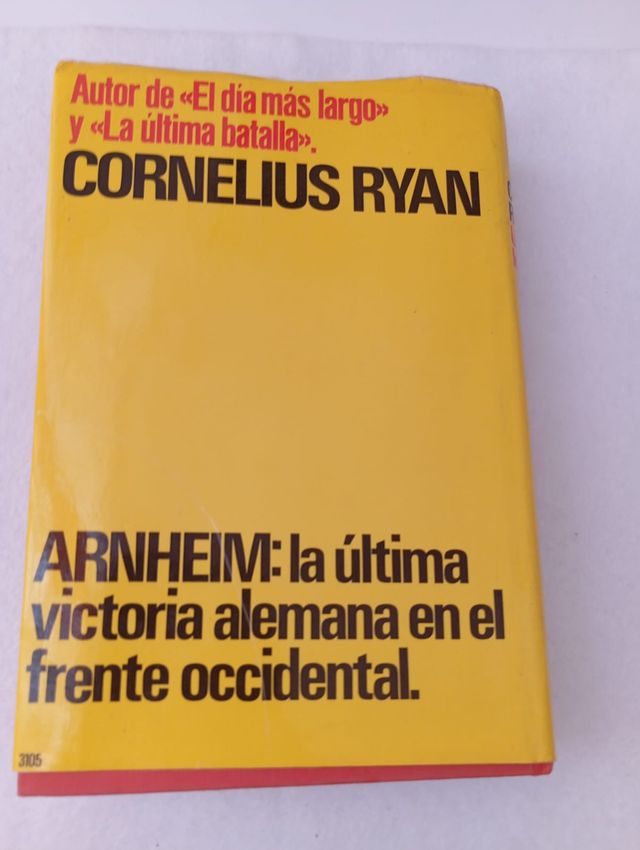 Autor de «El día más largo»
y «La última batalla».
CORNELIUS RYAN
ARNHEIM: la última
victoria alemana en el
frente occidental.
3105